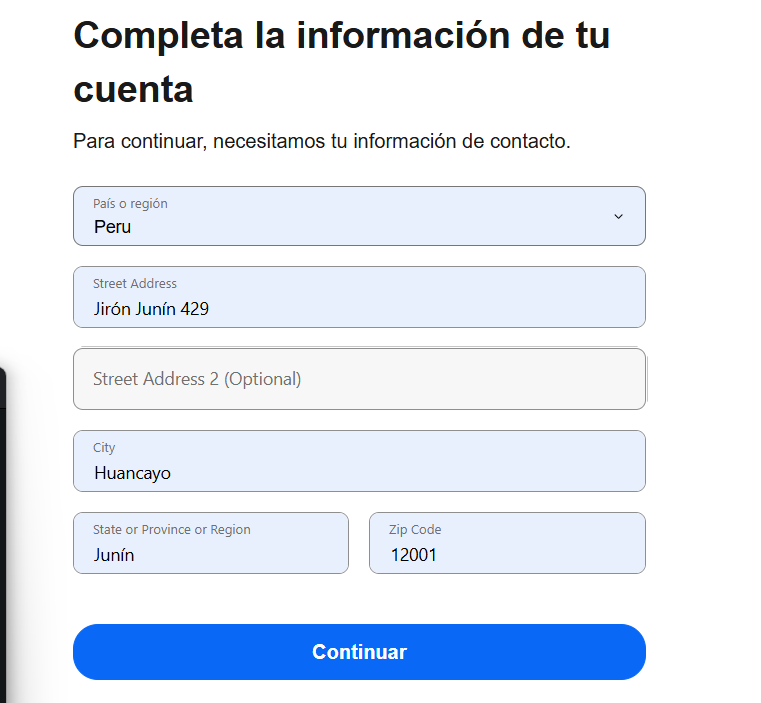 Completa la información de tu
cuenta
Para continuar, necesitamos tu información de contacto.
País o región
Peru
Street Address
Jirón Junín 429
Street Address 2 (Optional)
City
Huancayo
State or Province or Region
Junín
Zip Code
12001
Continuar